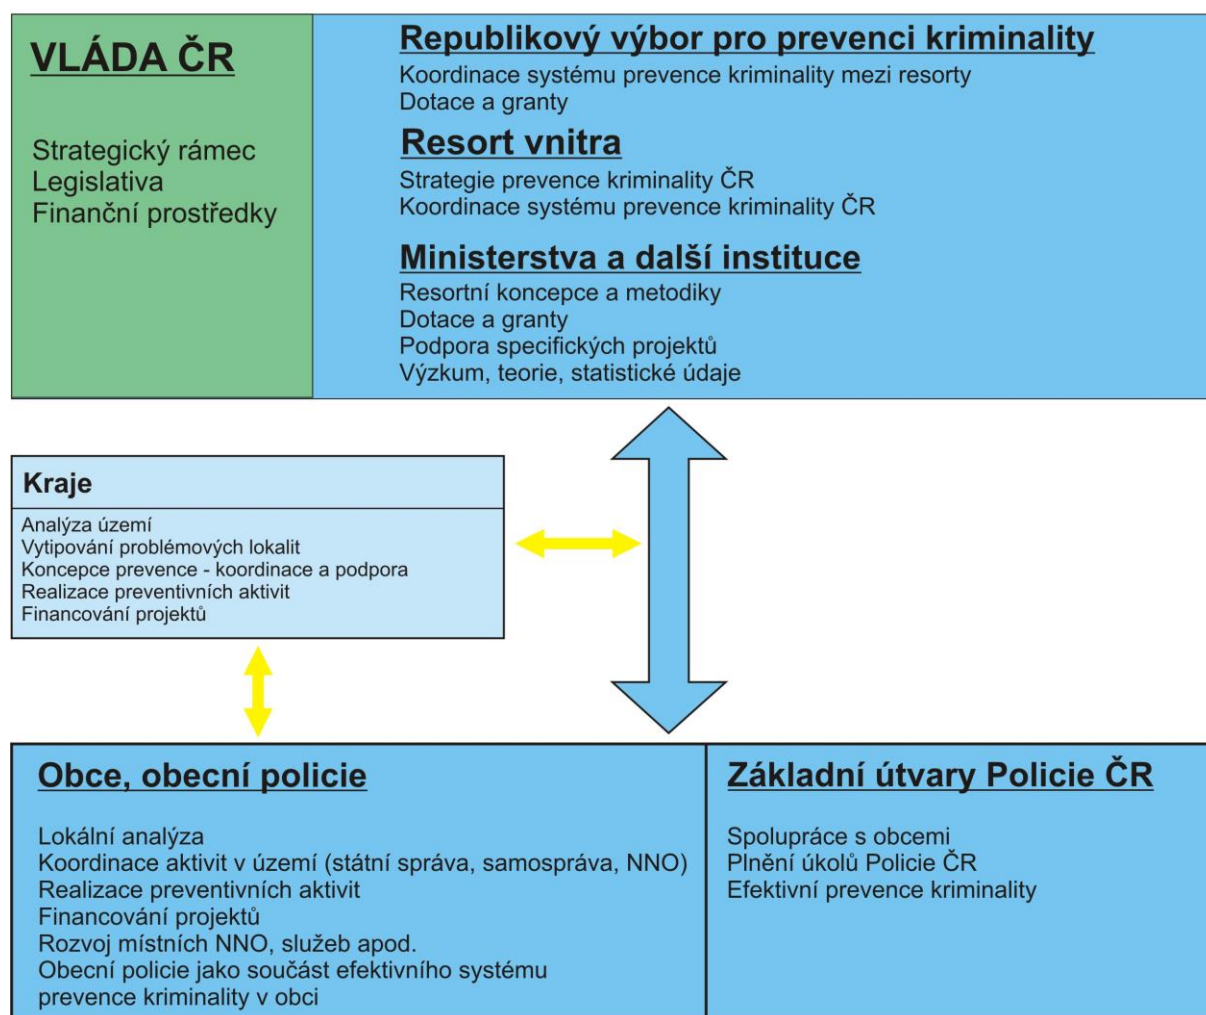 VLÁDA ČR
Strategický rámec
Legislativa
Finanční prostředky
Republikový výbor pro prevenci kriminality
Koordinace systému prevence kriminality mezi resorty
Dotace a granty
Resort vnitra
Strategie prevence kriminality ČR
Koordinace systému prevence kriminality ČR
Ministerstva a další instituce
Resortní koncepce a metodiky
Dotace a granty
Podpora specifických projektů
Výzkum, teorie, statistické údaje
Kraje
Analýza území
Vytipování problémových lokalit
Koncepce prevence - koordinace a podpora
Realizace preventivních aktivit
Financování projektů
Obce, obecní policie
Lokální analýza
Koordinace aktivit v území (státní správa, samospráva, NNO)
Realizace preventivních aktivit
Financování projektů
Rozvoj místních NNO, služeb apod.
Obecní policie jako součást efektivního systému
prevence kriminality v obci
Základní útvary Policie ČR
Spolupráce s obcemi
Plnění úkolů Policie ČR
Efektivní prevence kriminality